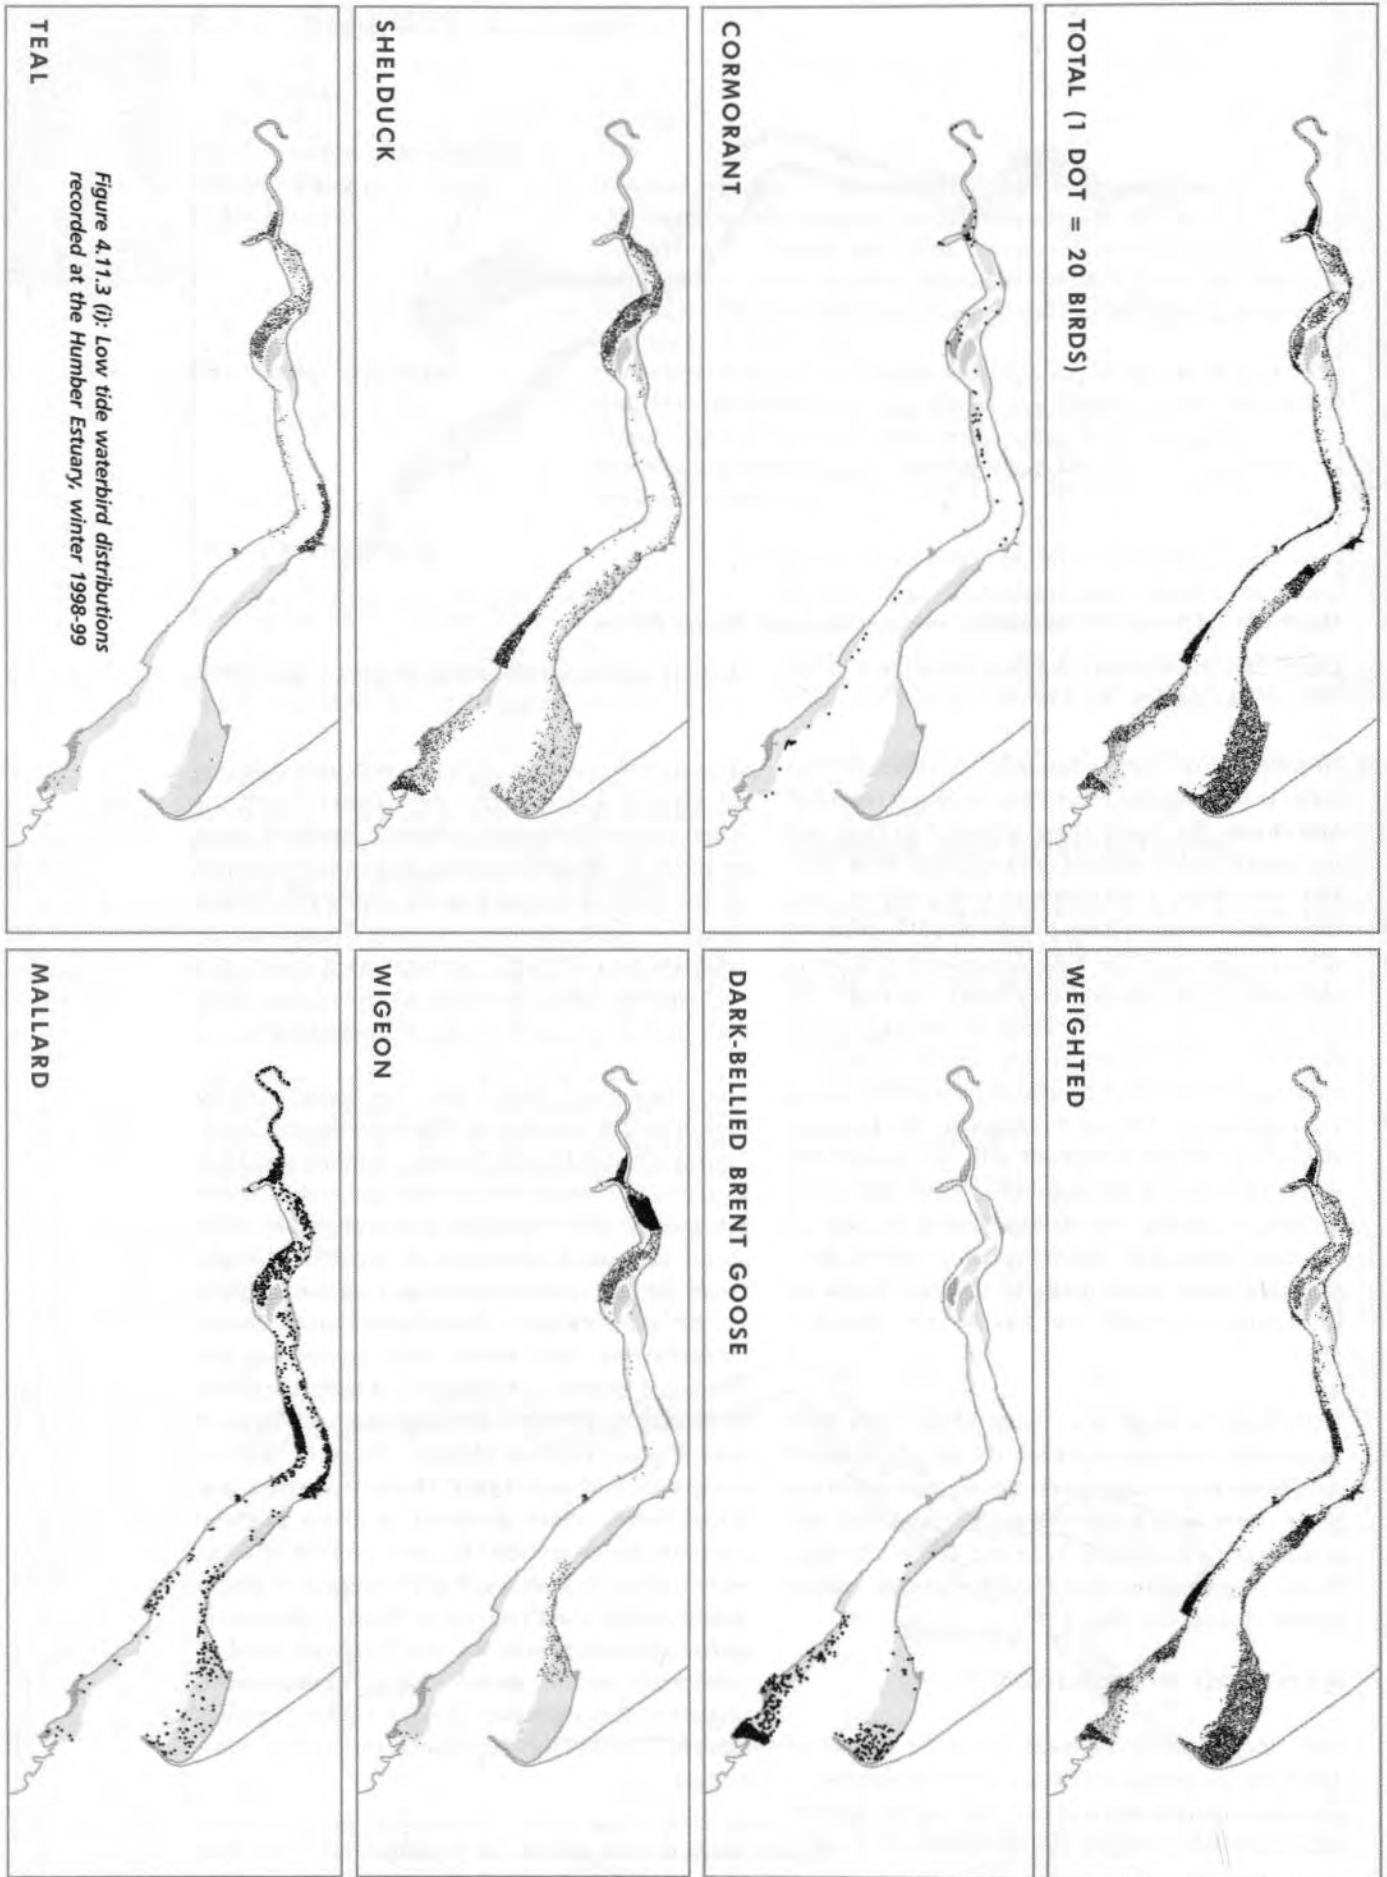 TOTAL (1 DOT = 20 BIRDS)
WEIGHTED
CORMORANT
DARK-BELLIED BRENT GOOSE
SHELDUCK
WIGEON
TEAL
MALLARD
Figure 4.11.3 (i): Low tide waterbird distributions
recorded at the Humber Estuary, winter 1998-99